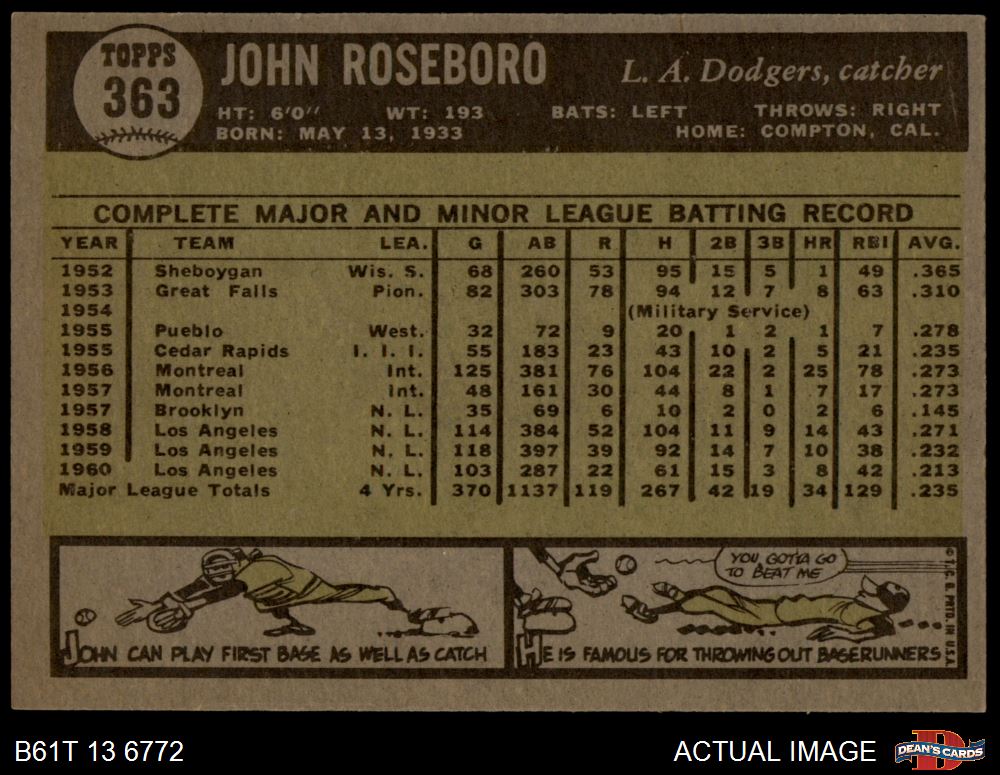 TOPPS
363
JOHN ROSEBORO
L. A. Dodgers, catcher
HT: 6'0" WT: 193 BATS: LEFT THROWS: RIGHT
BORN: MAY 13, 1933 HOME: COMPTON, CAL.
COMPLETE MAJOR AND MINOR LEAGUE BATTING RECORD
YEAR TEAM LEA. G AB R H 2B 3B HR RBI AVG.
1952 Sheboygan Wis. S. 68 260 53 95 15 5 1 49 .365
1953 Great Falls Pion. 82 303 78 94 12 7 8 63 .310
1954 (Military Service)
1955 Pueblo West. 32 72 9 20 1 2 1 7 .278
1955 Cedar Rapids I. I. I. 55 183 23 43 10 2 5 21 .235
1956 Montreal Int. 125 381 76 104 22 2 25 78 .273
1957 Montreal Int. 48 161 30 44 8 1 7 17 .273
1957 Brooklyn N. L. 35 69 6 10 2 0 2 6 .145
1958 Los Angeles N. L. 114 384 52 104 11 9 14 43 .271
1959 Los Angeles N. L. 118 397 39 92 14 7 10 38 .232
1960 Los Angeles N. L. 103 287 22 61 15 3 8 42 .213
Major League Totals 4 Yrs. 370 1137 119 267 42 19 34 129 .235
JOHN CAN PLAY FIRST BASE AS WELL AS CATCH
YOU GOTTA GO
TO BEAT ME
HE IS FAMOUS FOR THROWING OUT BASERUNNERS
© T.C.G. PRTD. IN U.S.A.
B61T 13 6772
ACTUAL IMAGE
D
DEAN'S CARDS